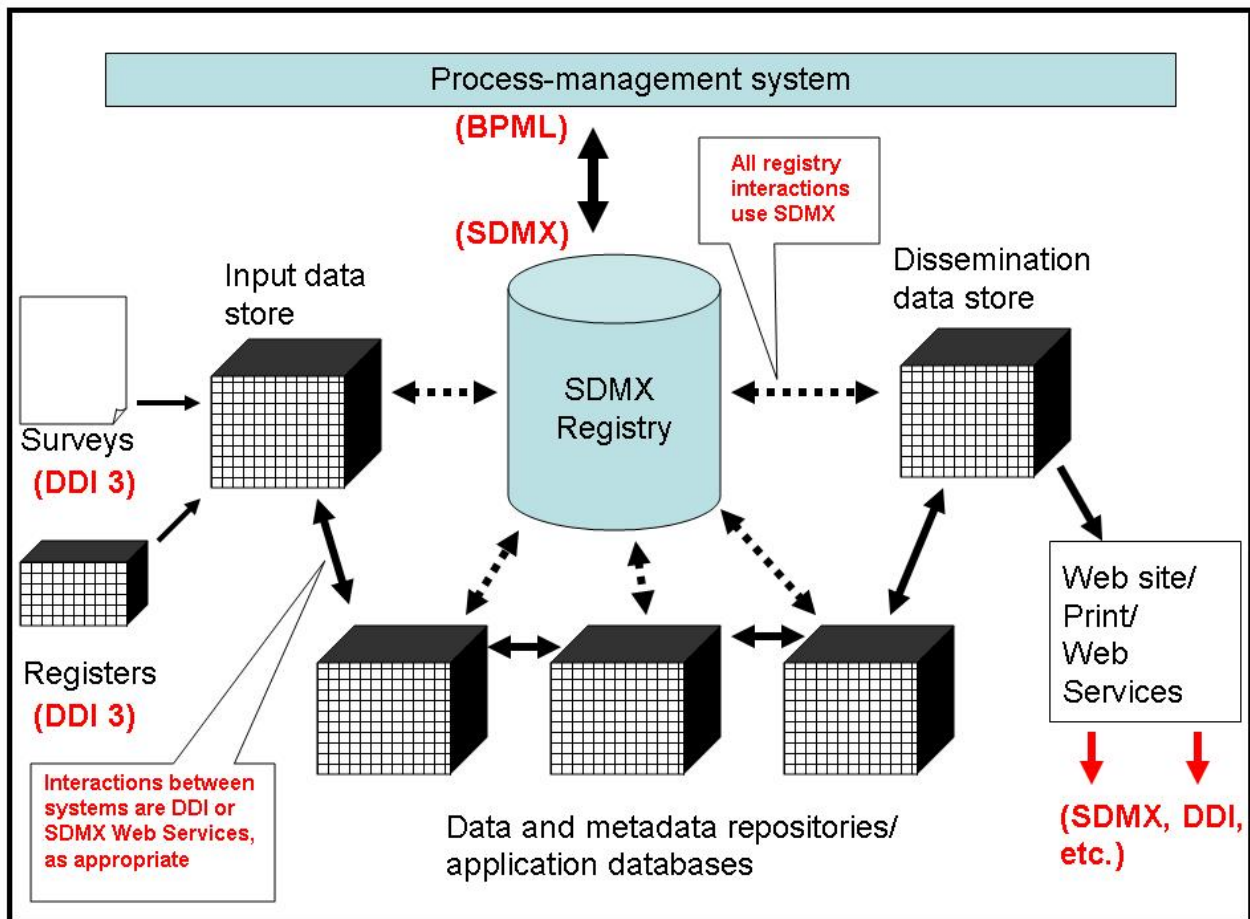 Process-management system
(BPML)
All registry
interactions
use SDMX
(SDMX)
Input data
store
Dissemination
data store
SDMX
Registry
Surveys
(DDI 3)
Registers
(DDI 3)
Web site/
Print/
Web
Services
Interactions between
systems are DDI or
SDMX Web Services,
as appropriate
Data and metadata repositories/
application databases
(SDMX, DDI,
etc.)